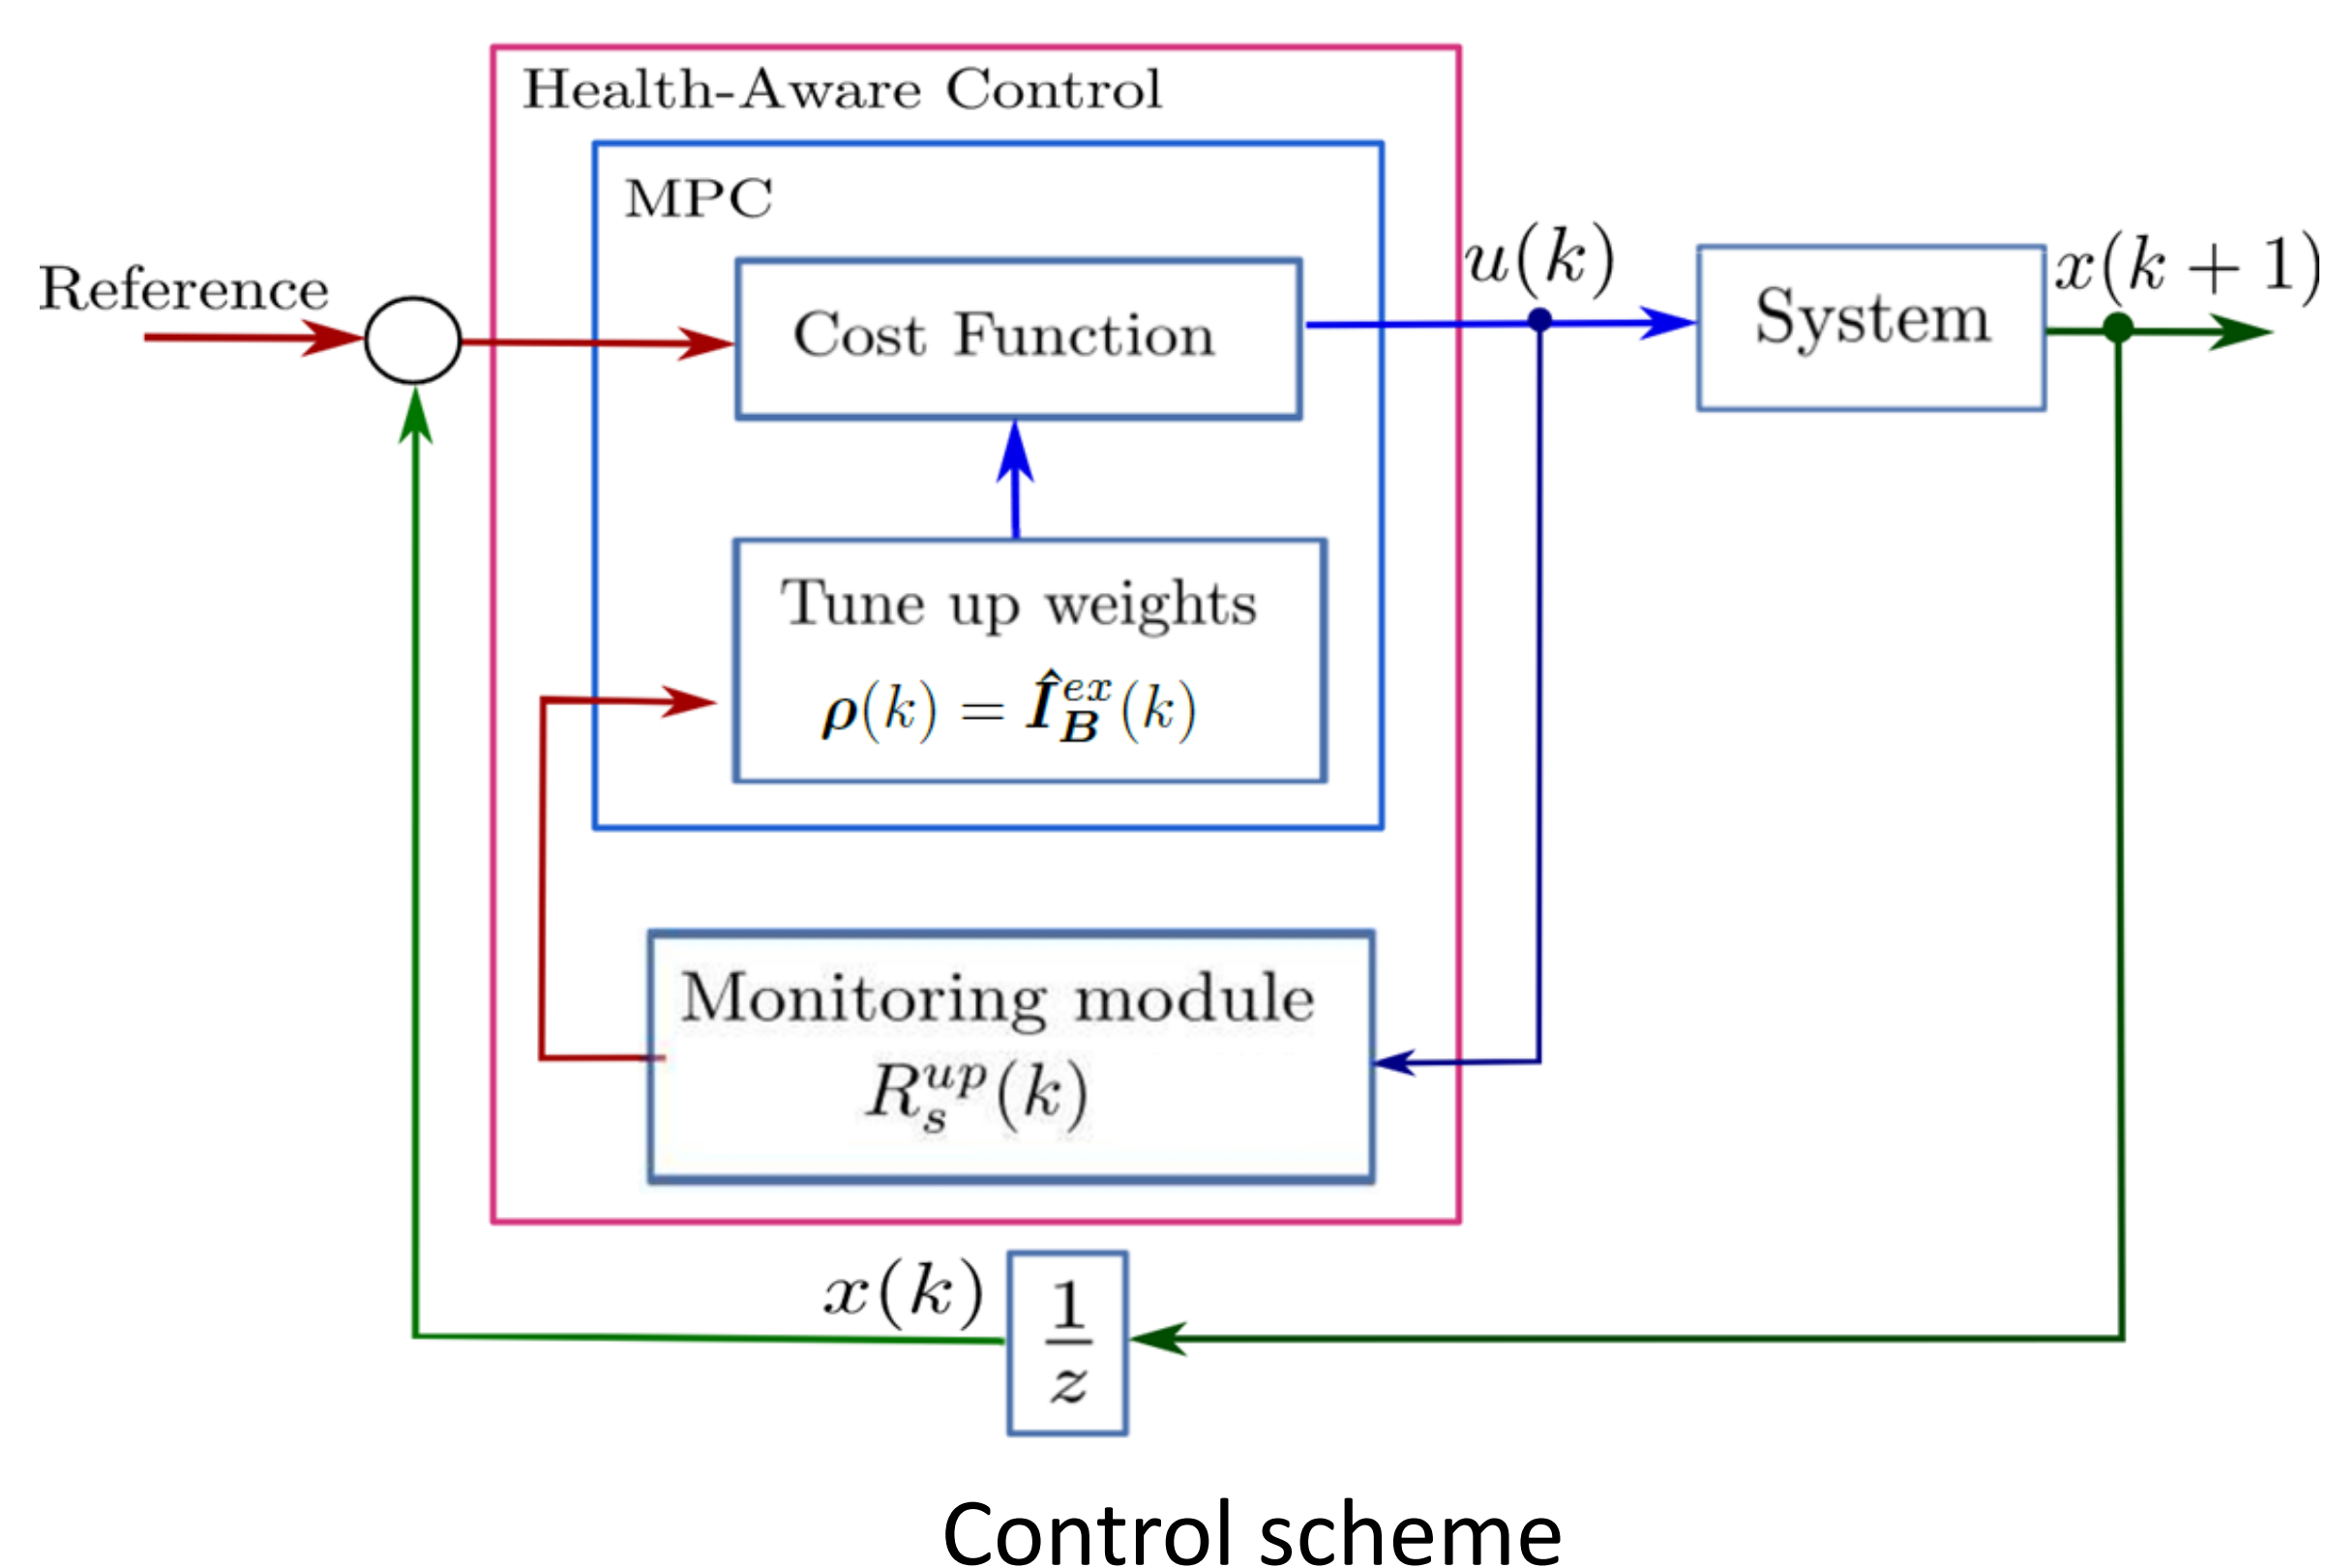 Health-Aware Control
MPC
Reference
Cost Function
u(k)
System
x(k + 1)
Tune up weights
ρ(k) = Î_B^{ex}(k)
Monitoring module
R_s^{up}(k)
x(k)
1/z
Control scheme